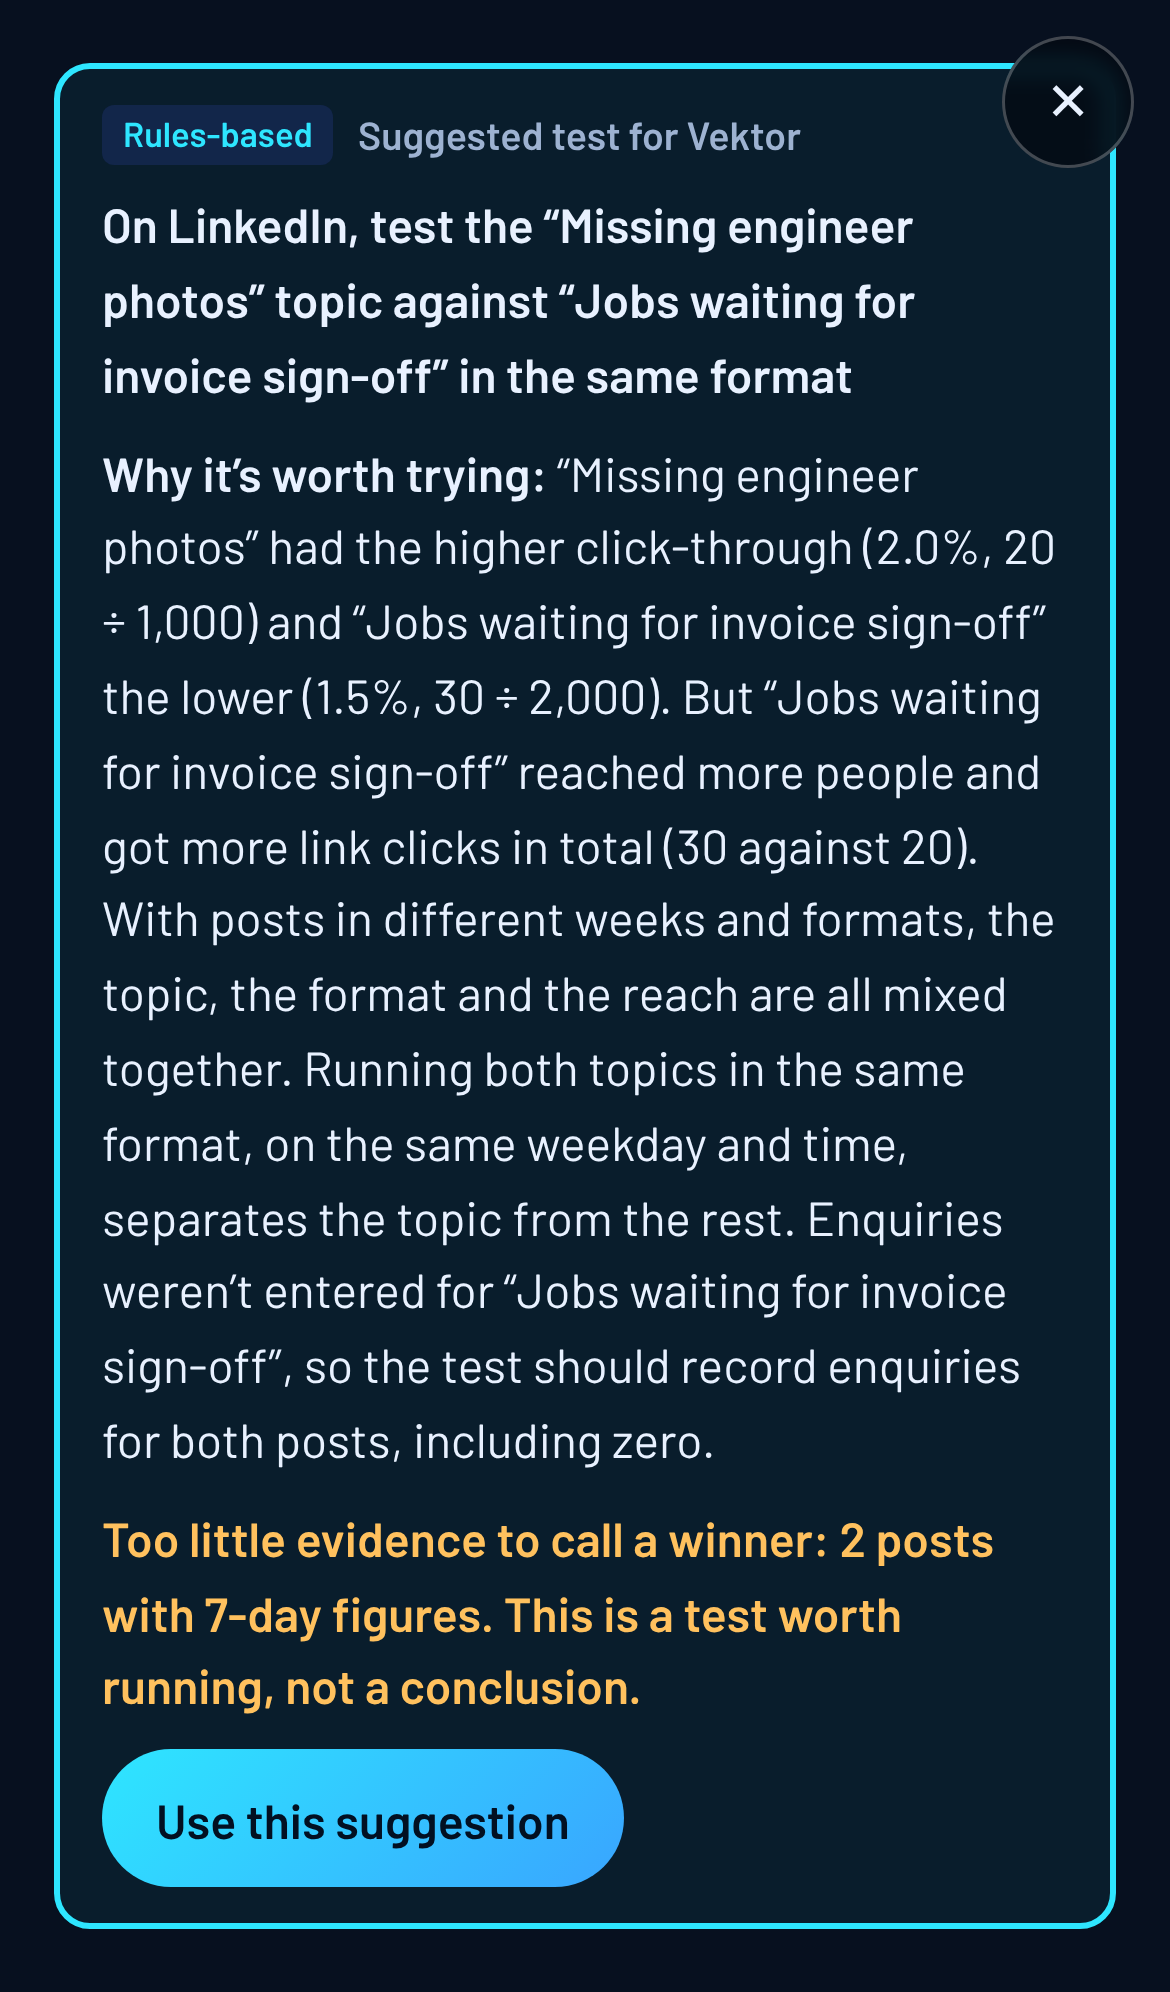 Rules-based Suggested test for Vektor
On LinkedIn, test the “Missing engineer
photos” topic against “Jobs waiting for
invoice sign-off” in the same format
Why it’s worth trying: “Missing engineer
photos” had the higher click-through (2.0%, 20
÷ 1,000) and “Jobs waiting for invoice sign-off”
the lower (1.5%, 30 ÷ 2,000). But “Jobs waiting
for invoice sign-off” reached more people and
got more link clicks in total (30 against 20).
With posts in different weeks and formats, the
topic, the format and the reach are all mixed
together. Running both topics in the same
format, on the same weekday and time,
separates the topic from the rest. Enquiries
weren’t entered for “Jobs waiting for invoice
sign-off”, so the test should record enquiries
for both posts, including zero.
Too little evidence to call a winner: 2 posts
with 7-day figures. This is a test worth
running, not a conclusion.
Use this suggestion